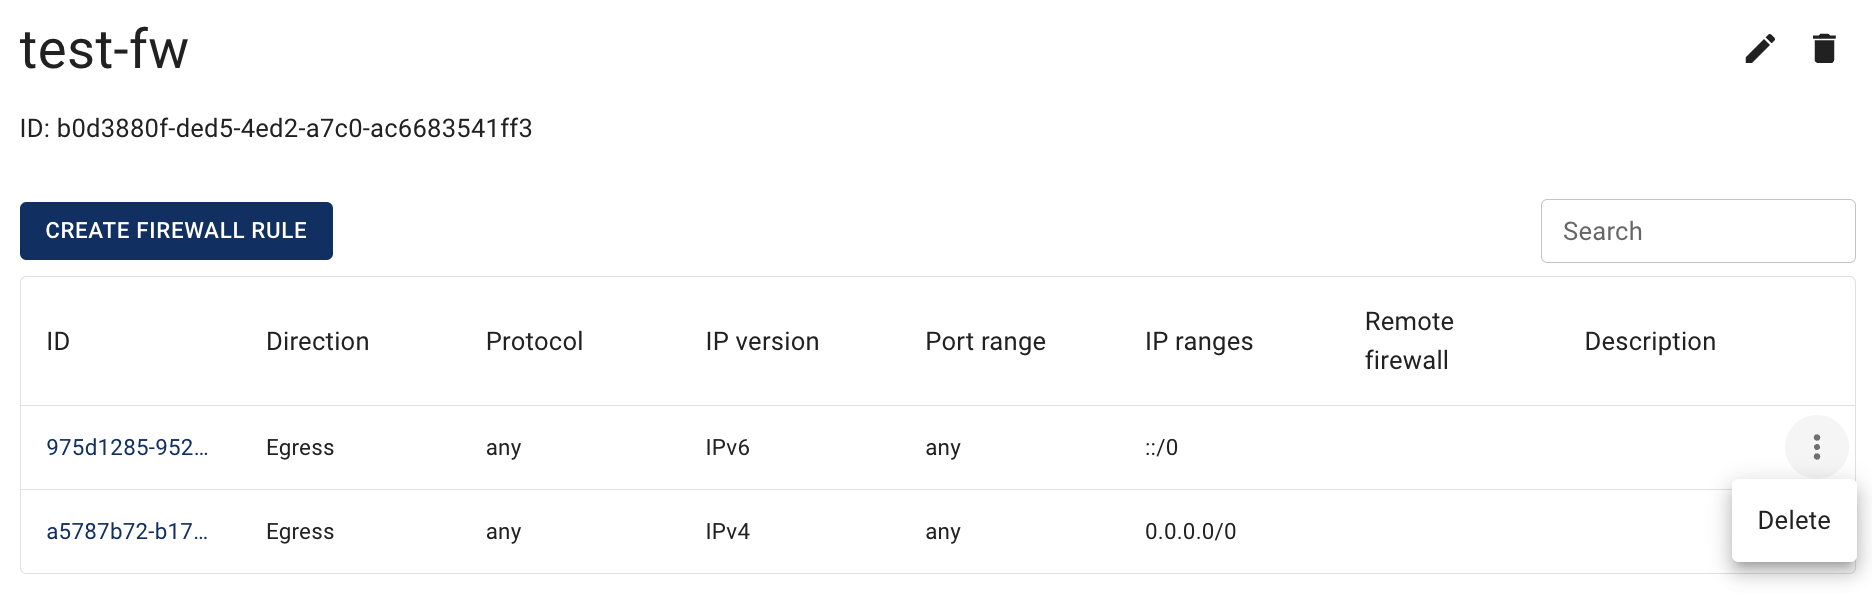 test-fw
ID: b0d3880f-ded5-4ed2-a7c0-ac6683541ff3
CREATE FIREWALL RULE
Search
ID Direction Protocol IP version Port range IP ranges Remote firewall Description
975d1285-952... Egress any IPv6 any ::/0
a5787b72-b17... Egress any IPv4 any 0.0.0.0/0
Delete